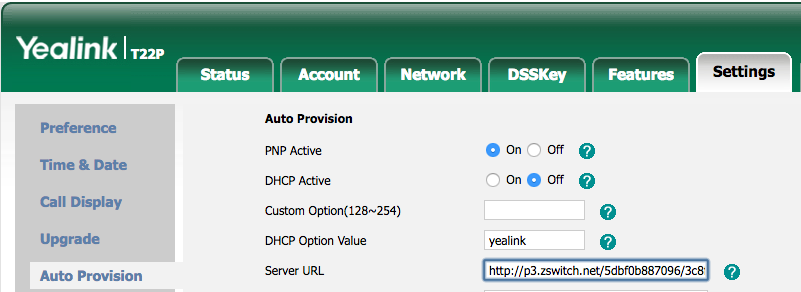 Yealink T22P
Status Account Network DSSKey Features Settings
Preference
Time & Date
Call Display
Upgrade
Auto Provision
Auto Provision
PNP Active On Off ?
DHCP Active On Off ?
Custom Option(128~254) ?
DHCP Option Value yealink ?
Server URL http://p3.zswitch.net/5dbf0b887096/3c8 ?